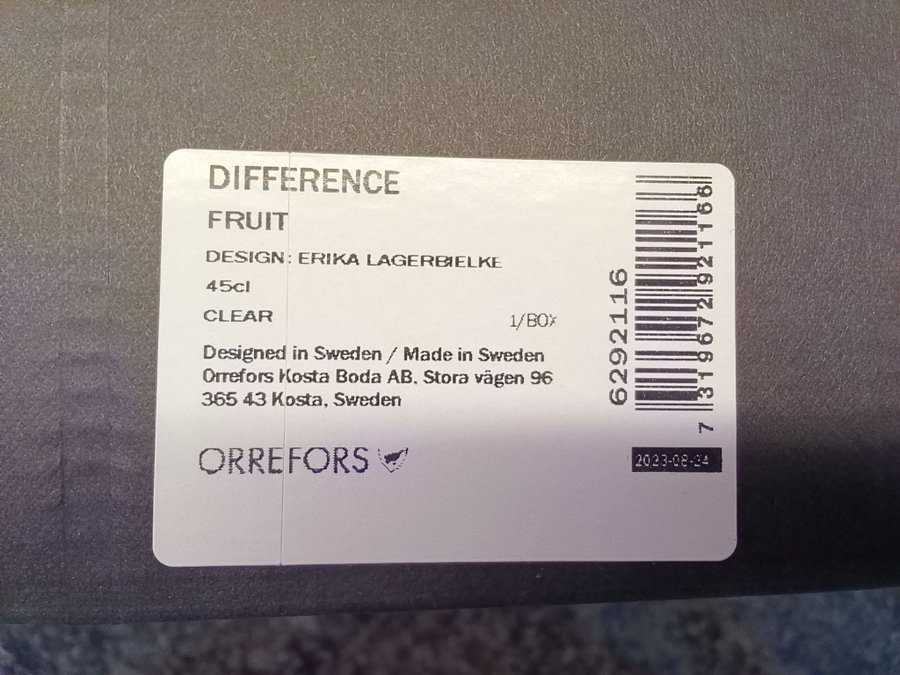 DIFFERENCE
FRUIT
DESIGN: ERIKA LAGERBIELKE
45cl
CLEAR
1/BOX
Designed in Sweden / Made in Sweden
Orrefors Kosta Boda AB, Stora vägen 96
365 43 Kosta, Sweden
ORREFORS
6292116
7319672921166
2023-08-24